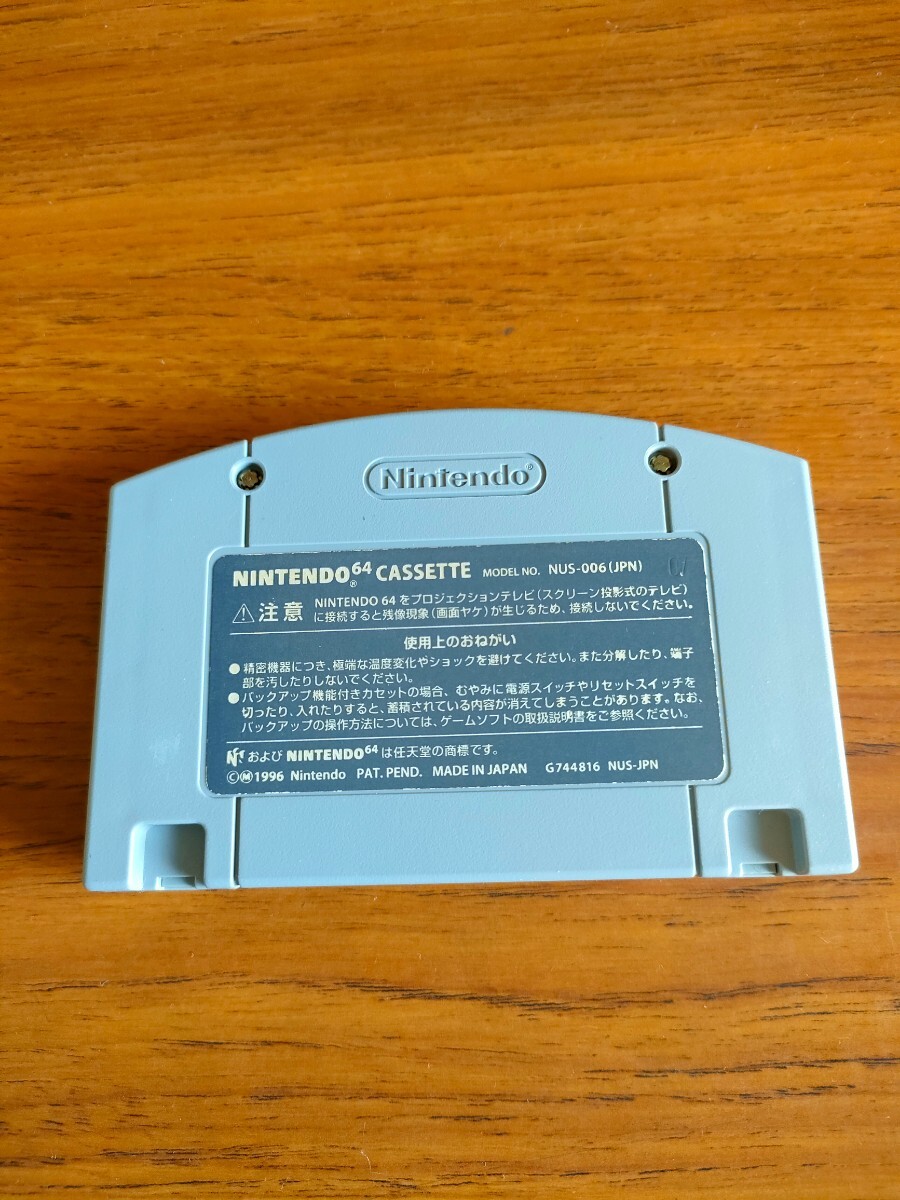 Nintendo®
NINTENDO64® CASSETTE MODEL NO. NUS-006(JPN)
⚠注意 NINTENDO 64 をプロジェクションテレビ(スクリーン投影式のテレビ)
に接続すると残像現象(画面ヤケ)が生じるため、接続しないでください。
使用上のおねがい
●精密機器につき、極端な温度変化やショックを避けてください。また分解したり、端子
部を汚したりしないでください。
●バックアップ機能付きカセットの場合、むやみに電源スイッチやリセットスイッチを
切ったり、入れたりすると、蓄積されている内容が消えてしまうことがあります。なお、
バックアップの操作方法については、ゲームソフトの取扱説明書をご参照ください。
および NINTENDO64 は任天堂の商標です。
©Ⓜ1996 Nintendo PAT. PEND. MADE IN JAPAN G744816 NUS-JPN